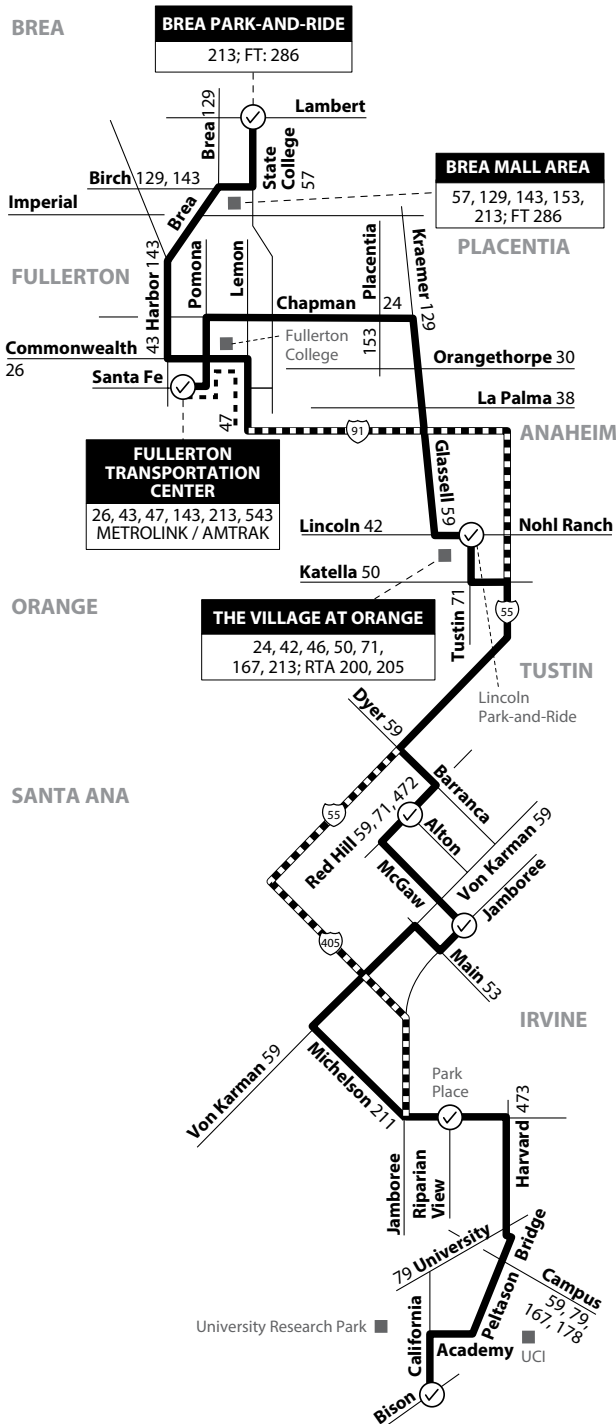 BREA
BREA PARK-AND-RIDE
213; FT: 286
Lambert
Brea 129
State
College
57
Birch 129, 143
Imperial
Brea
BREA MALL AREA
57, 129, 143, 153,
213; FT 286
PLACENTIA
FULLERTON
43 Harbor 143
Pomona
Lemon
Chapman
Placentia
153
24
Kraemer 129
Fullerton
College
Commonwealth
26
Santa Fe
47
Orangethorpe 30
La Palma 38
91
ANAHEIM
FULLERTON
TRANSPORTATION
CENTER
26, 43, 47, 143, 213, 543
METROLINK / AMTRAK
Glassell 59
Lincoln 42
Nohl Ranch
Katella 50
Tustin 71
55
ORANGE
THE VILLAGE AT ORANGE
24, 42, 46, 50, 71,
167, 213; RTA 200, 205
TUSTIN
Lincoln
Park-and-Ride
Dyer 59
Barranca
SANTA ANA
55
Red Hill 59, 71, 472
Alton
Von Karman 59
McGaw
Jamboree
405
Main 53
IRVINE
Von Karman 59
Michelson 211
Park
Place
Harvard 473
Jamboree
Riparian
View
79 University
Bridge
Campus
59, 79,
167, 178
Peltason
California
University Research Park
Academy
UCI
Bison